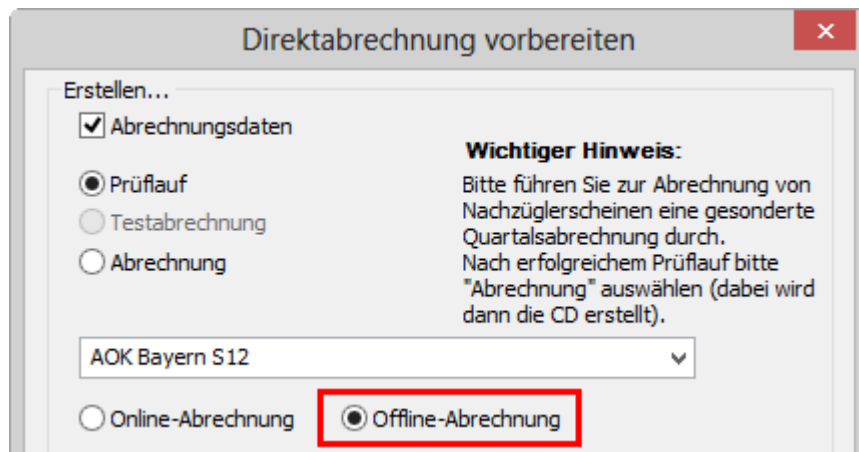 Direktabrechnung vorbereiten
Erstellen...
Abrechnungsdaten
Prüflauf
Testabrechnung
Abrechnung
Wichtiger Hinweis:
Bitte führen Sie zur Abrechnung von
Nachzüglerscheinen eine gesonderte
Quartalsabrechnung durch.
Nach erfolgreichem Prüflauf bitte
"Abrechnung" auswählen (dabei wird
dann die CD erstellt).
AOK Bayern S12
Online-Abrechnung
Offline-Abrechnung